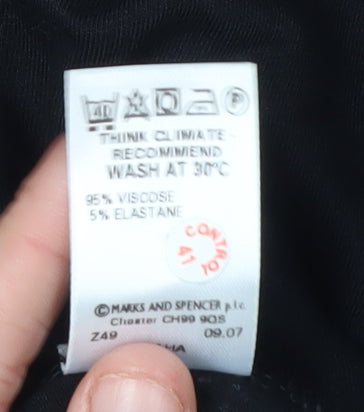 40 P
THINK CLIMATE -
RECOMMEND
WASH AT 30°C
95% VISCOSE
5% ELASTANE
CONTROL
41
© MARKS AND SPENCER p.l.c.
Chester CH99 9QS
Z49 09.07